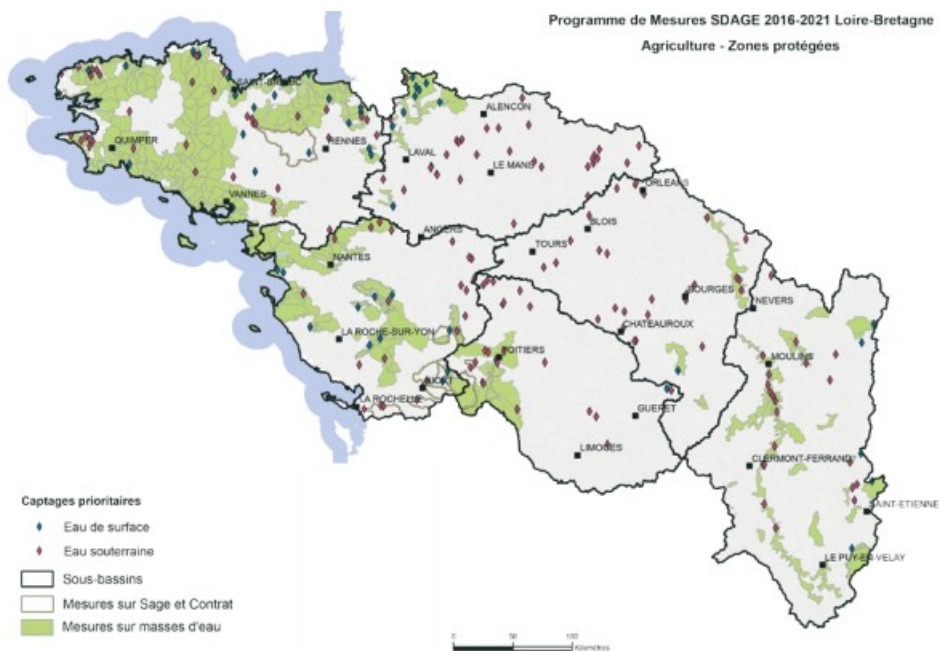 Programme de Mesures SDAGE 2016-2021 Loire-Bretagne
Agriculture - Zones protégées
SAINT-BRIEUC
ALENÇON
QUIMPER
RENNES
LAVAL
LE MANS
VANNES
ORLEANS
ANGERS
BLOIS
TOURS
NANTES
BOURGES
NEVERS
LA ROCHE-SUR-YON
CHATEAUROUX
POITIERS
MOULINS
NIORT
LA ROCHELLE
GUERET
LIMOGES
CLERMONT-FERRAND
SAINT-ETIENNE
LE PUY-EN-VELAY
Captages prioritaires
Eau de surface
Eau souterraine
Sous-bassins
Mesures sur Sage et Contrat
Mesures sur masses d'eau
0 50 100
Kilomètres